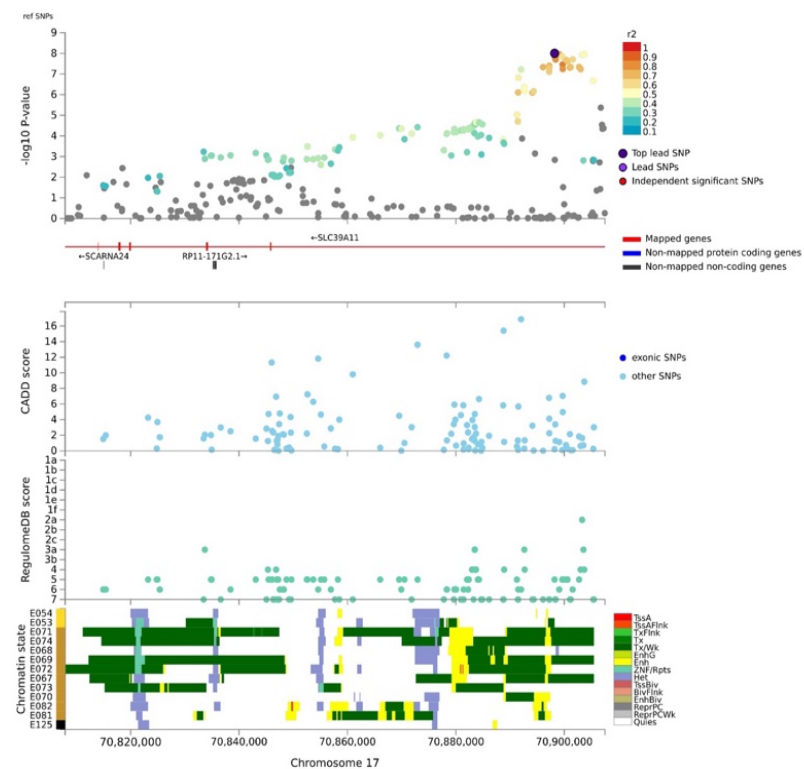 ref SNPs
9
8
7
6
5
4
3
2
1
0
-log10 P-value
r2
1
0.9
0.8
0.7
0.6
0.5
0.4
0.3
0.2
0.1
Top lead SNP
Lead SNPs
Independent significant SNPs
←SLC39A11
←SCARNA24
RP11-171G2.1→
Mapped genes
Non-mapped protein coding genes
Non-mapped non-coding genes
16
14
12
10
8
6
4
2
0
CADD score
exonic SNPs
other SNPs
1a
1b
1c
1d
1e
1f
2a
2b
2c
3a
3b
4
5
6
7
RegulomeDB score
E054
E053
E071
E074
E068
E069
E072
E067
E073
E070
E082
E081
E125
Chromatin state
TssA
TssAFlnk
TxFlnk
Tx
Tx/Wk
EnhG
Enh
ZNF/Rpts
Het
TssBiv
BivFlnk
EnhBiv
ReprPC
ReprPCWk
Quies
70,820,000
70,840,000
70,860,000
70,880,000
70,900,000
Chromosome 17